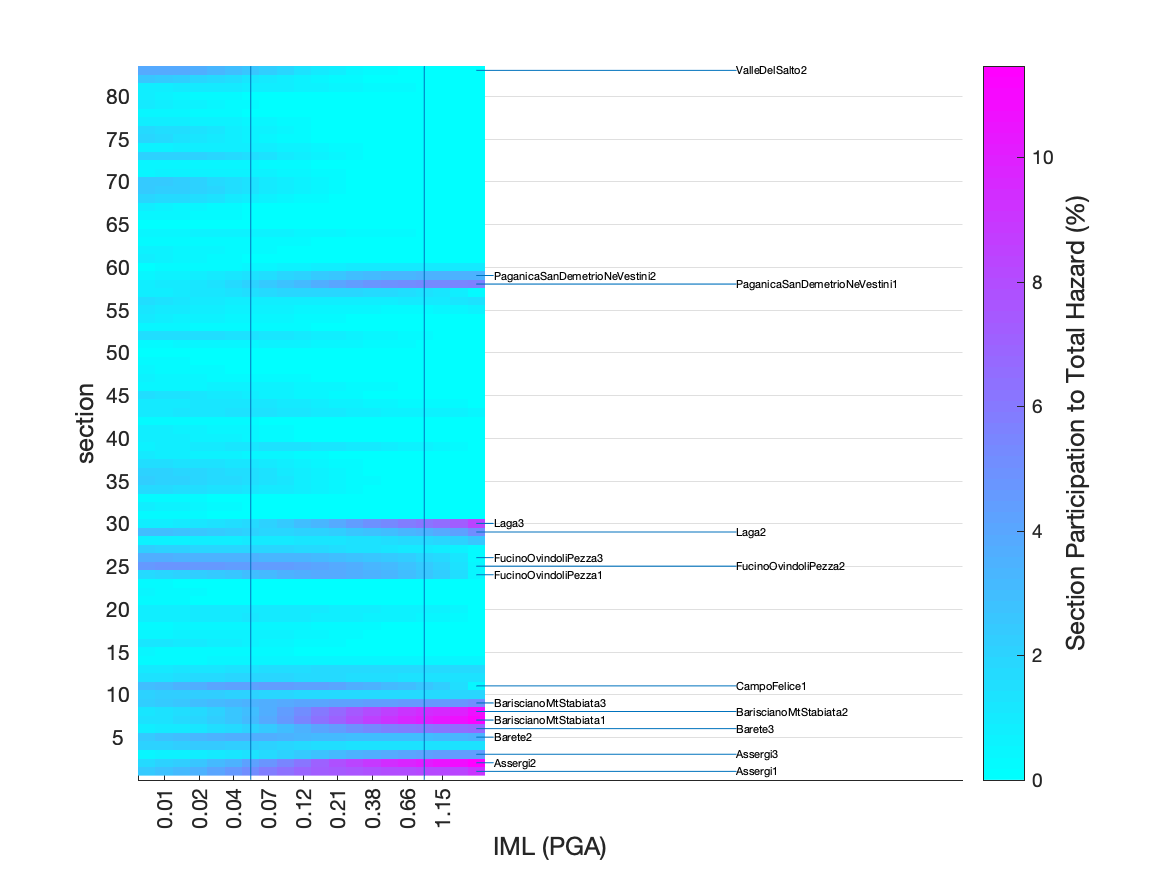 80
75
70
65
60
55
50
45
40
35
30
25
20
15
10
5
section
ValleDelSalto2
PaganicaSanDemetrioNeVestini2
PaganicaSanDemetrioNeVestini1
Laga3
Laga2
FucinoOvindoliPezza3
FucinoOvindoliPezza2
FucinoOvindoliPezza1
CampoFelice1
BariscianoMtStabiata3
BariscianoMtStabiata2
BariscianoMtStabiata1
Barete3
Barete2
Assergi3
Assergi2
Assergi1
0.01
0.02
0.04
0.07
0.12
0.21
0.38
0.66
1.15
IML (PGA)
10
8
6
4
2
0
Section Participation to Total Hazard (%)